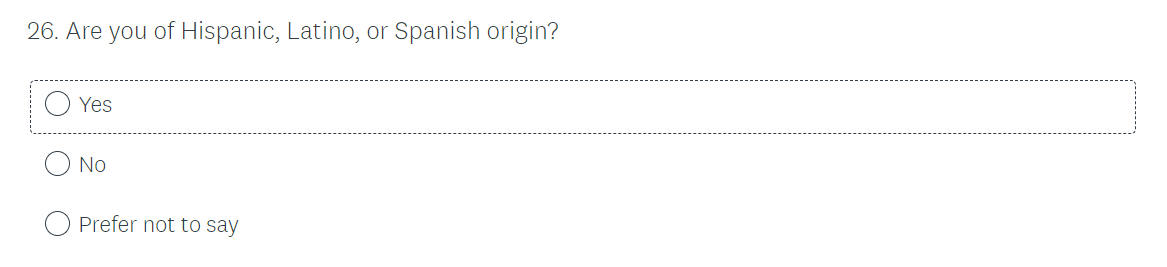 26. Are you of Hispanic, Latino, or Spanish origin?
Yes
No
Prefer not to say